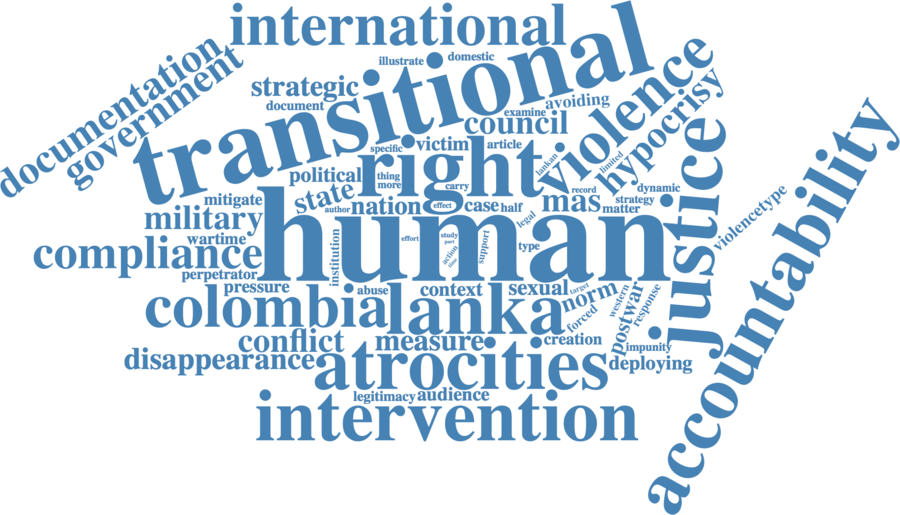 international
documentation
government
transitional
illustrate
domestic
strategic
document
avoiding
examine
council
violence
hypocrisy
specific
victim
article
lankan
limited
right
political
thing
more
carry
state
mitigate
author
nation
effect
case
half
mas
record
matter
strategy
dynamic
military
legal
human
justice
violencetype
accountability
wartime
compliance
institution
effort
study
part
action
time
support
type
perpetrator
pressure
abuse
context
sexual
target
norm
western
postwar
response
colombia
lanka
forced
conflict
measure
creation
impunity
disappearance
atrocities
deploying
legitimacy
audience
intervention